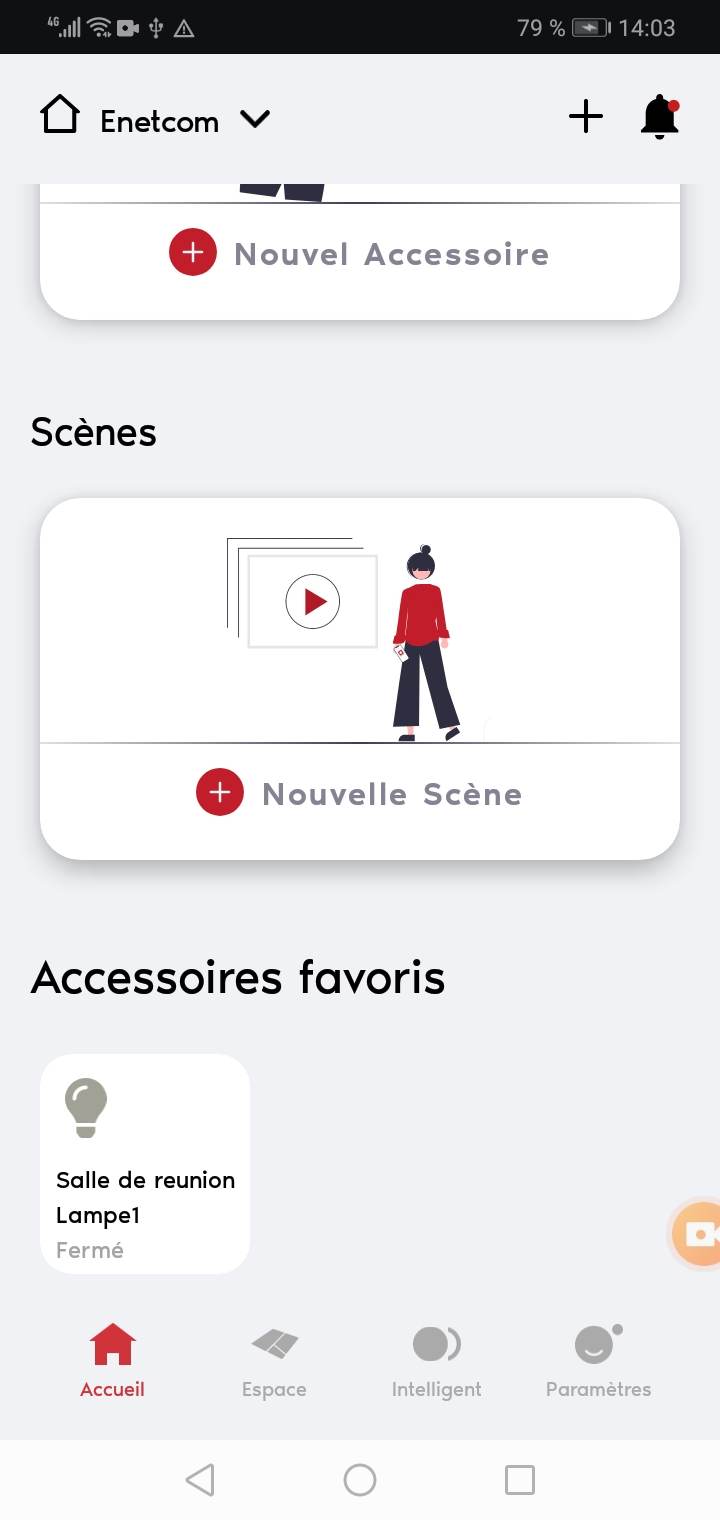 4G 79 % 14:03
Enetcom
Nouvel Accessoire
Scènes
Nouvelle Scène
Accessoires favoris
Salle de reunion
Lampe1
Fermé
Accueil Espace Intelligent Paramètres